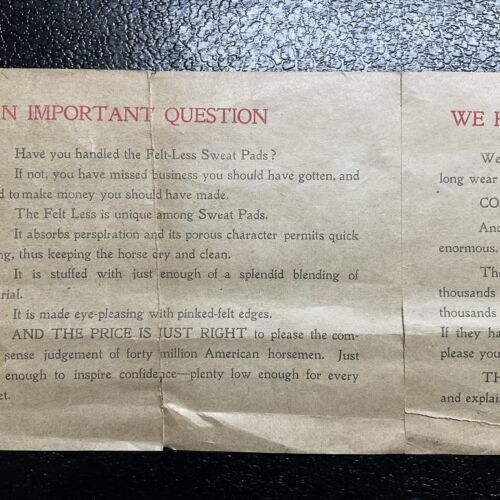 N IMPORTANT QUESTION
Have you handled the Felt-Less Sweat Pads?
If not, you have missed business you should have gotten, and
d to make money you should have made.
The Felt Less is unique among Sweat Pads.
It absorbs perspiration and its porous character permits quick
ng, thus keeping the horse dry and clean.
It is stuffed with just enough of a splendid blending of
rial.
It is made eye-pleasing with pinked-felt edges.
AND THE PRICE IS JUST RIGHT to please the com-
sense judgement of forty million American horsemen. Just
enough to inspire confidence—plenty low enough for every
et.
WE H
We
long wear
CO
And
enormous.
The
thousands
thousands
If they ha
please you
TH
and explai